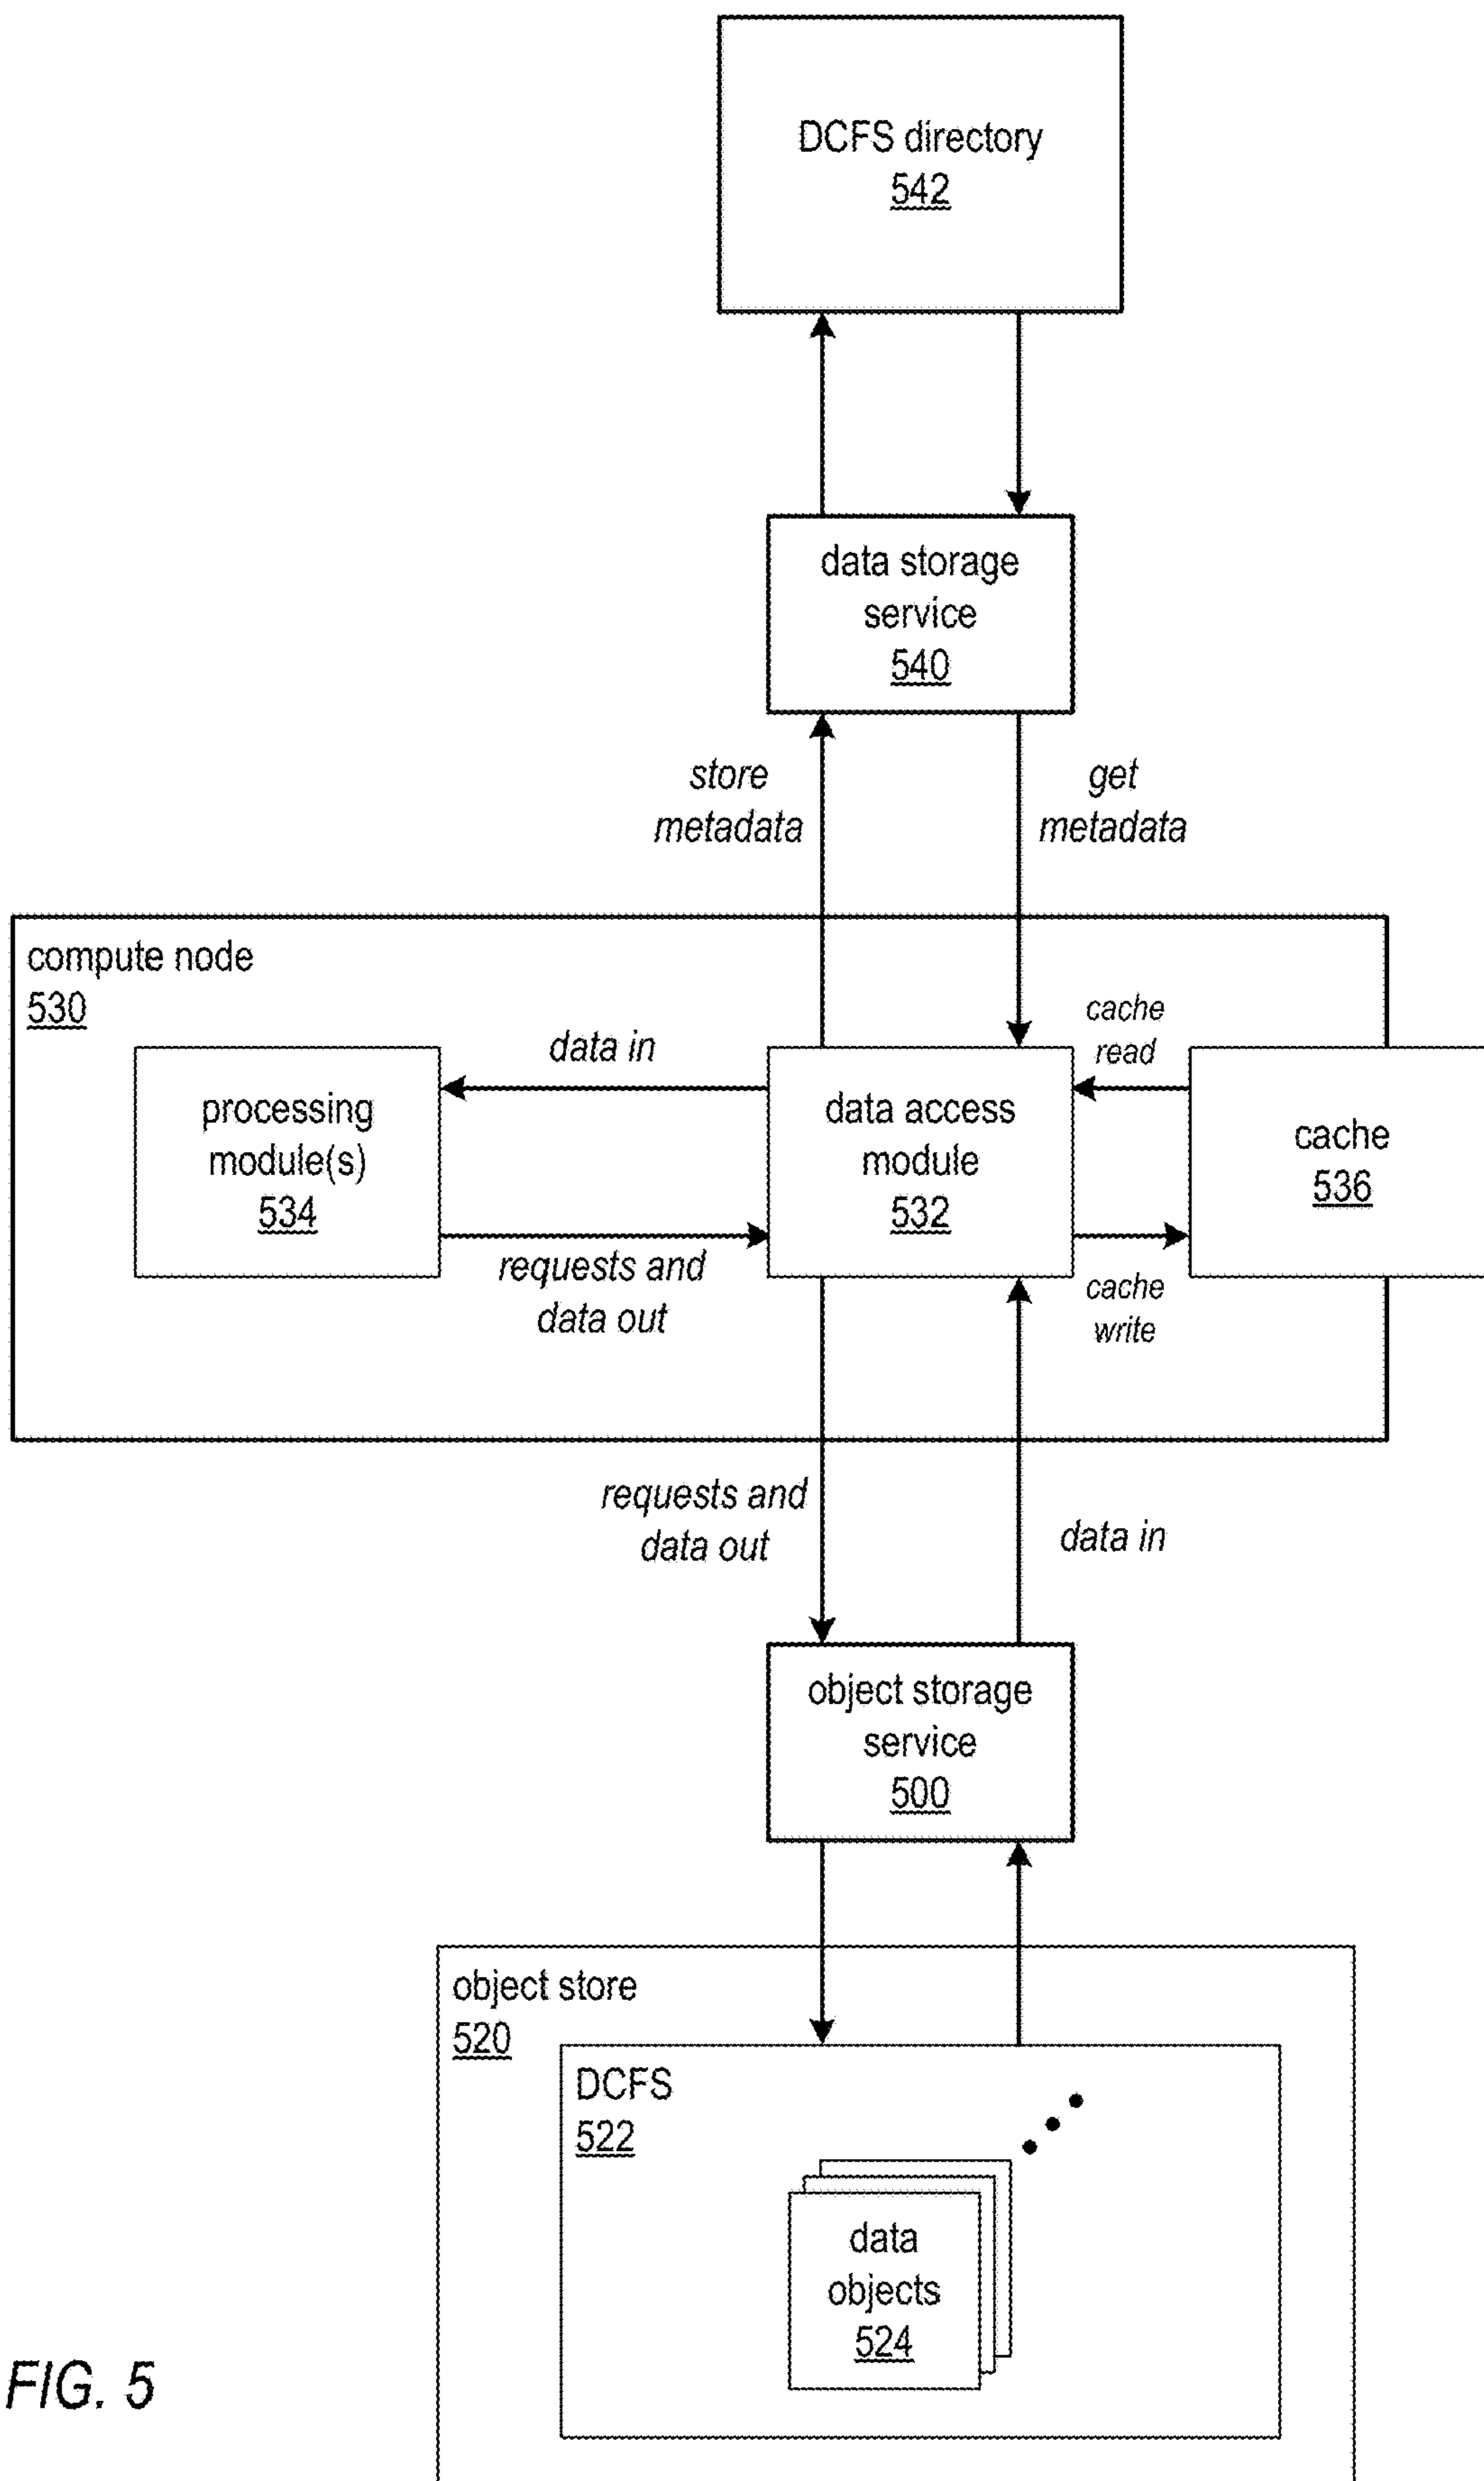 DCFS directory
542
data storage
service
540
store
metadata
get
metadata
compute node
530
data in
cache
read
processing
module(s)
534
data access
module
532
cache
536
requests and
data out
cache
write
requests and
data out
data in
object storage
service
500
object store
520
DCFS
522
data
objects
524
FIG. 5